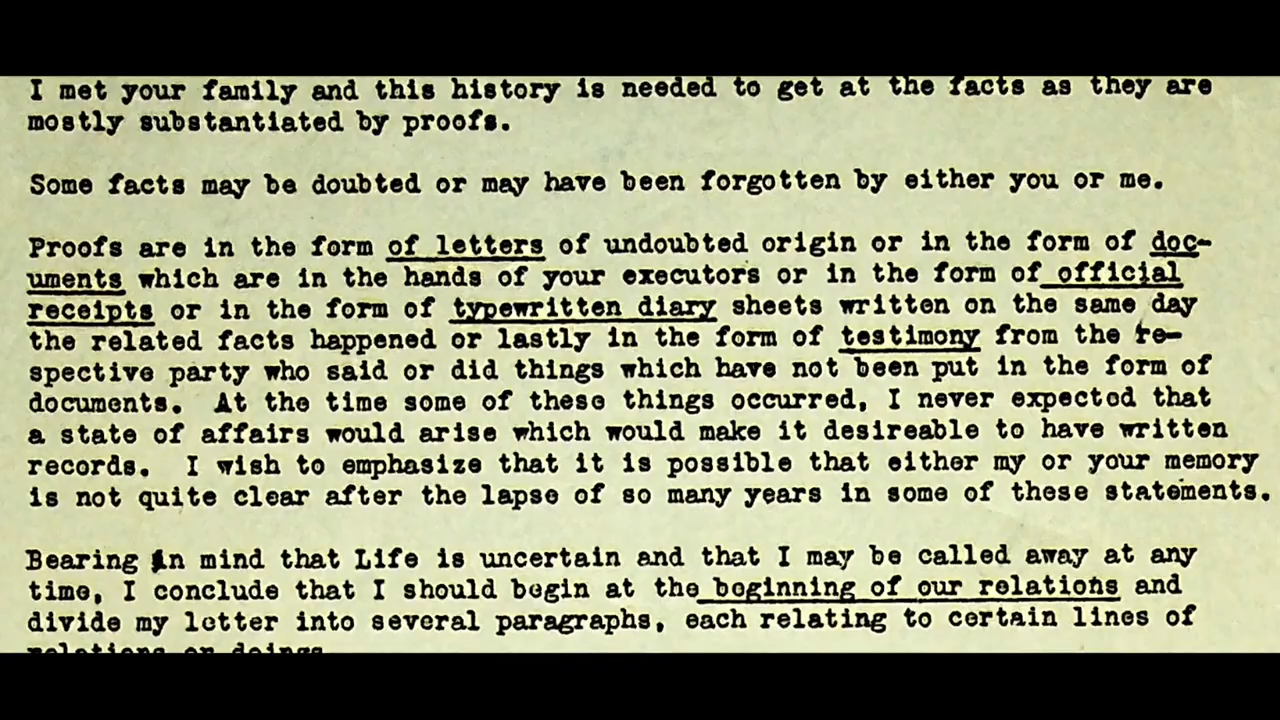 I met your family and this history is needed to get at the facts as they are
mostly substantiated by proofs.
Some facts may be doubted or may have been forgotten by either you or me.
Proofs are in the form of letters of undoubted origin or in the form of doc-
uments which are in the hands of your executors or in the form of official
receipts or in the form of typewritten diary sheets written on the same day
the related facts happened or lastly in the form of testimony from the re-
spective party who said or did things which have not been put in the form of
documents. At the time some of these things occurred, I never expected that
a state of affairs would arise which would make it desireable to have written
records. I wish to emphasize that it is possible that either my or your memory
is not quite clear after the lapse of so many years in some of these statements.
Bearing in mind that Life is uncertain and that I may be called away at any
time, I conclude that I should begin at the beginning of our relations and
divide my letter into several paragraphs, each relating to certain lines of
relations or doings.